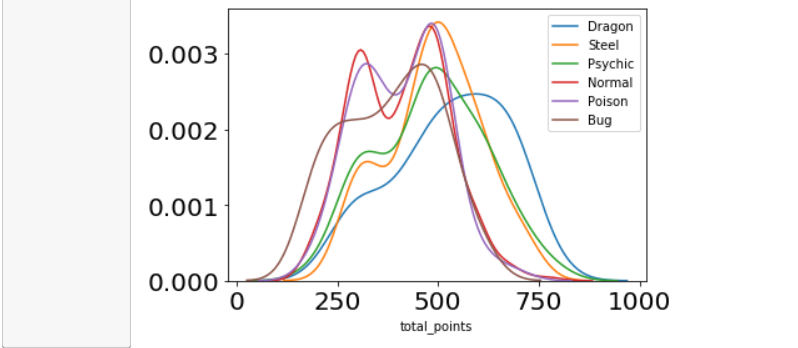 Dragon
Steel
Psychic
Normal
Poison
Bug
0.003
0.002
0.001
0.000
0 250 500 750 1000
total_points